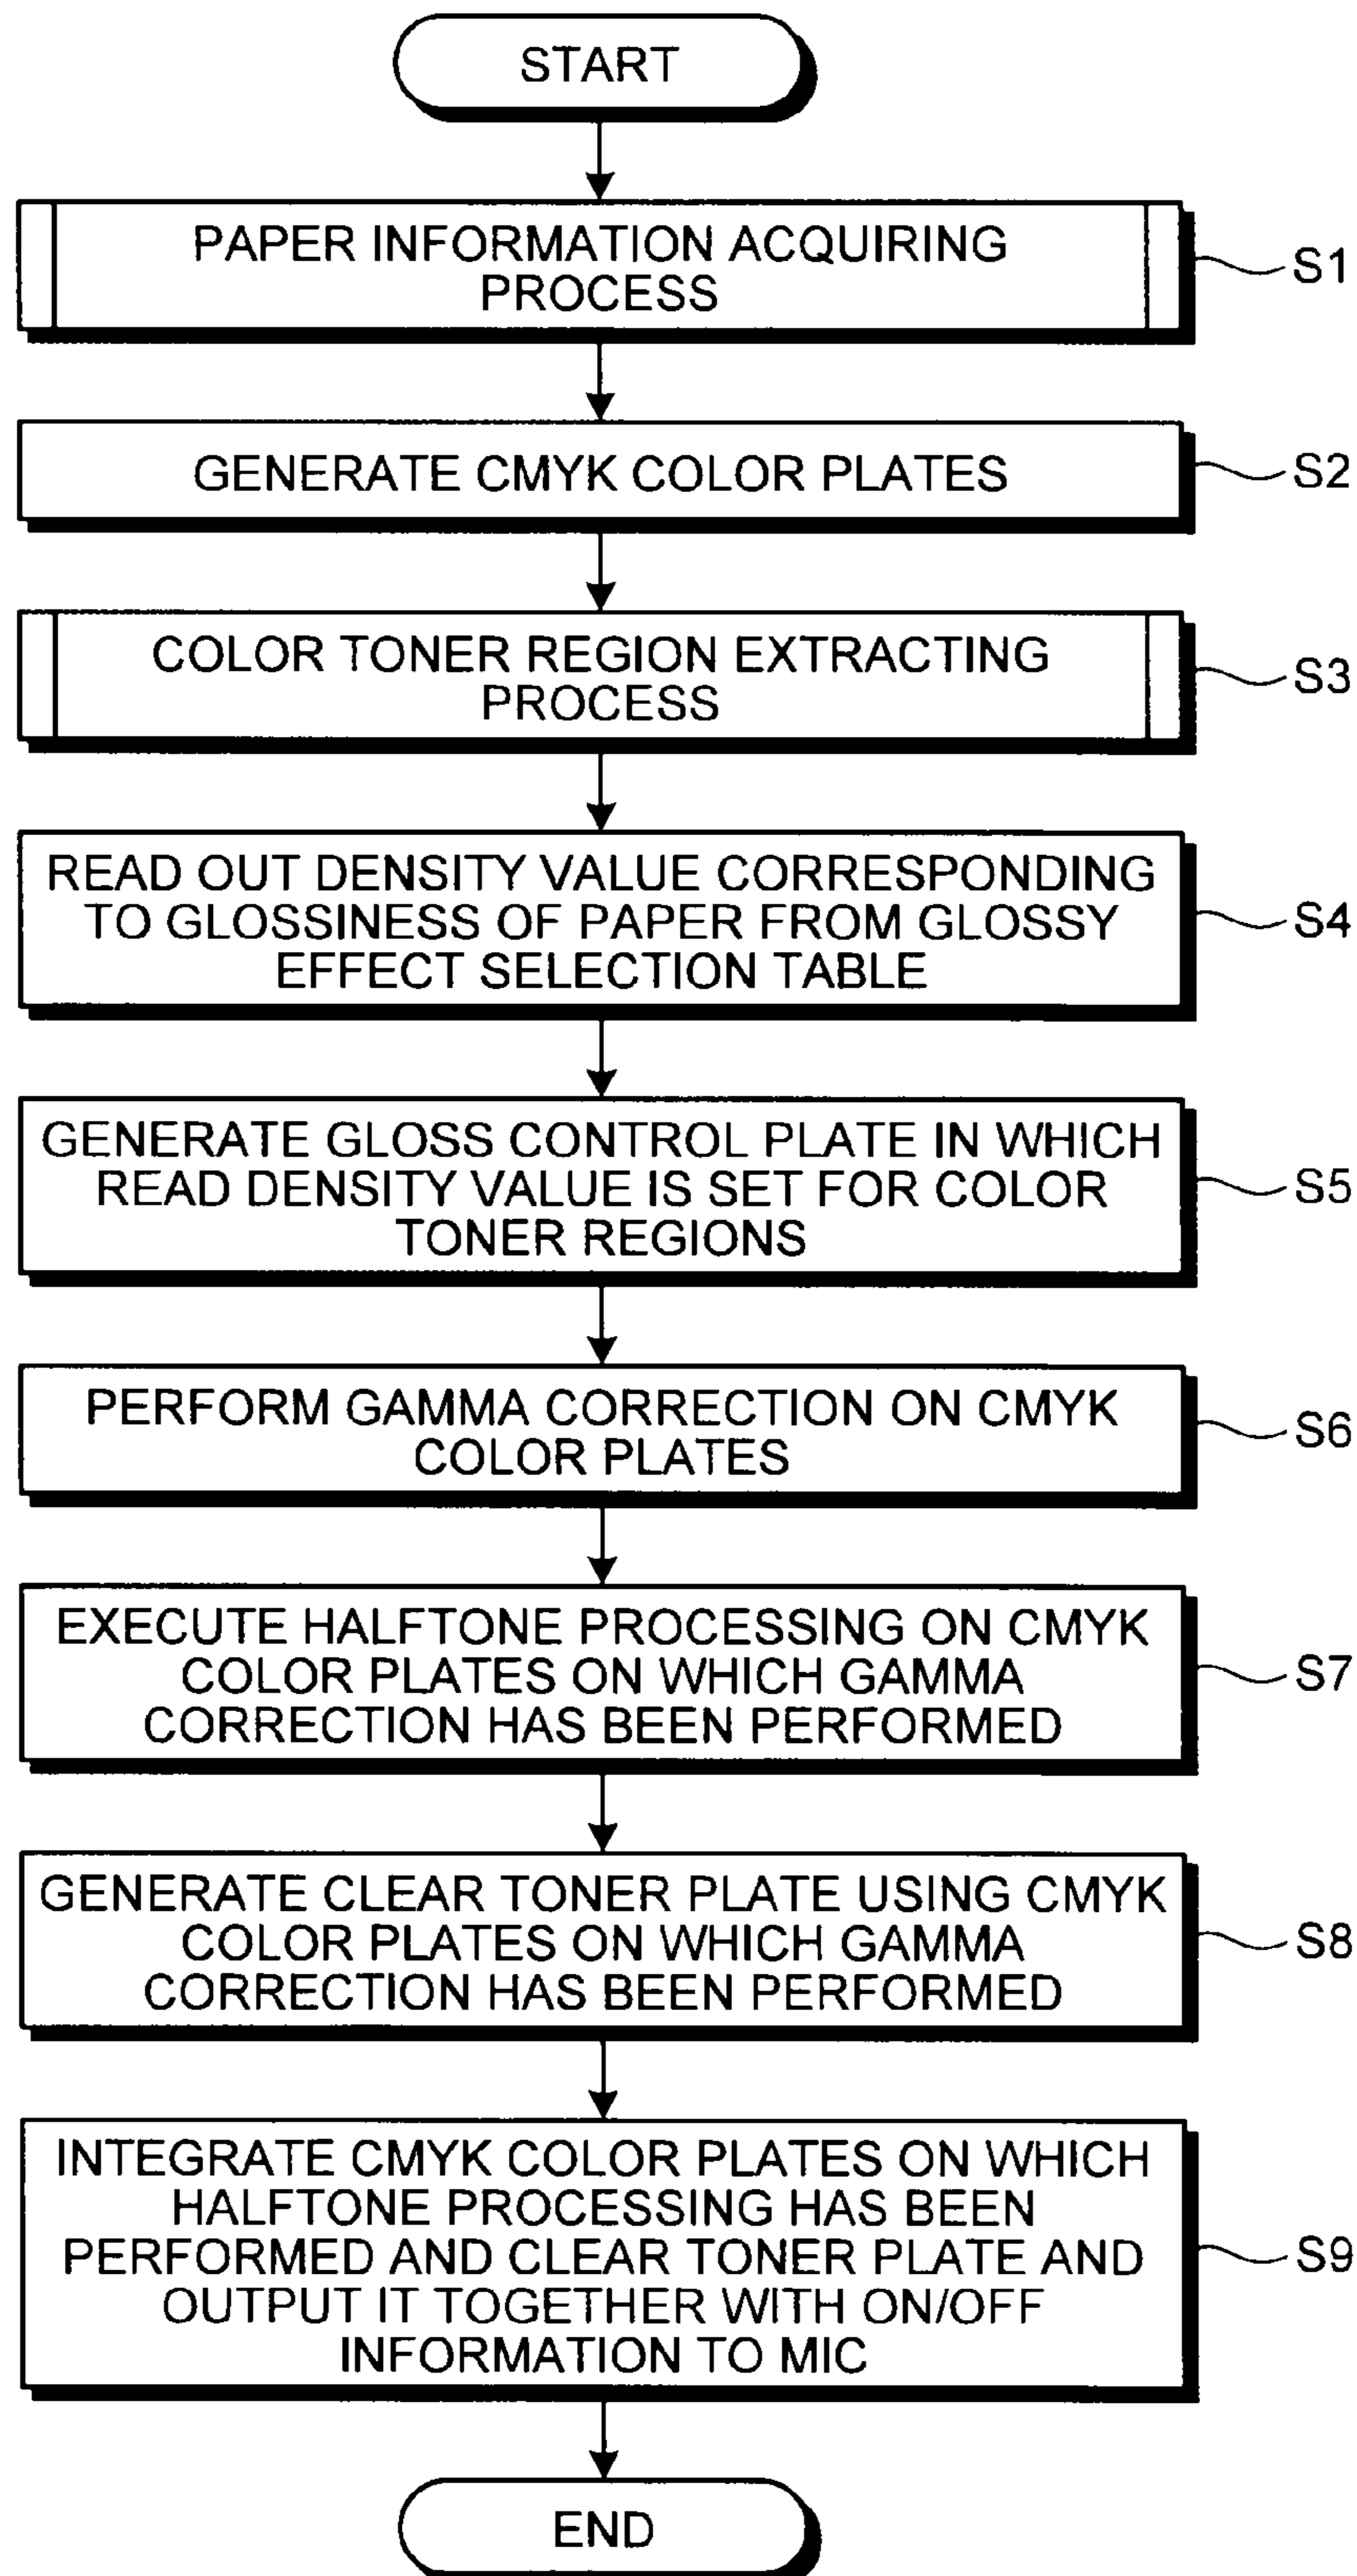 START
PAPER INFORMATION ACQUIRING
PROCESS
S1
GENERATE CMYK COLOR PLATES
S2
COLOR TONER REGION EXTRACTING
PROCESS
S3
READ OUT DENSITY VALUE CORRESPONDING
TO GLOSSINESS OF PAPER FROM GLOSSY
EFFECT SELECTION TABLE
S4
GENERATE GLOSS CONTROL PLATE IN WHICH
READ DENSITY VALUE IS SET FOR COLOR
TONER REGIONS
S5
PERFORM GAMMA CORRECTION ON CMYK
COLOR PLATES
S6
EXECUTE HALFTONE PROCESSING ON CMYK
COLOR PLATES ON WHICH GAMMA
CORRECTION HAS BEEN PERFORMED
S7
GENERATE CLEAR TONER PLATE USING CMYK
COLOR PLATES ON WHICH GAMMA
CORRECTION HAS BEEN PERFORMED
S8
INTEGRATE CMYK COLOR PLATES ON WHICH
HALFTONE PROCESSING HAS BEEN
PERFORMED AND CLEAR TONER PLATE AND
OUTPUT IT TOGETHER WITH ON/OFF
INFORMATION TO MIC
S9
END